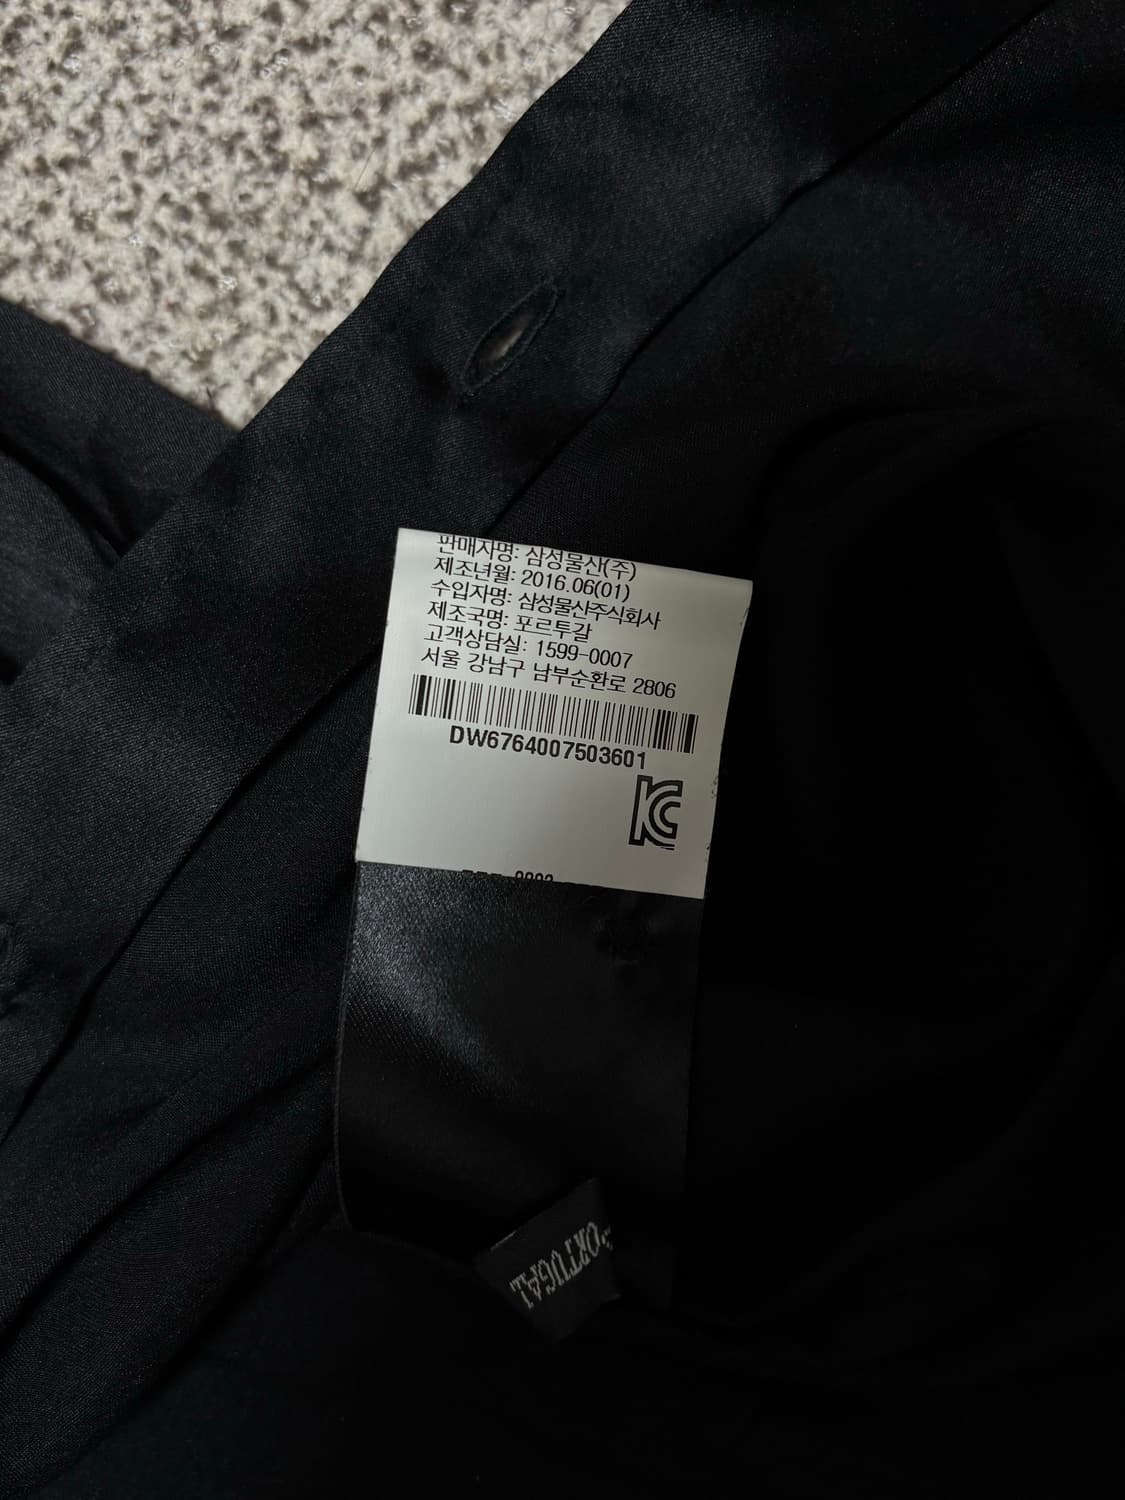 판매자명: 삼성물산(주)
제조년월: 2016.06(01)
수입자명: 삼성물산주식회사
제조국명: 포르투갈
고객상담실: 1599-0007
서울 강남구 남부순환로 2806
DW6764007503601
KC
PORTUGAL